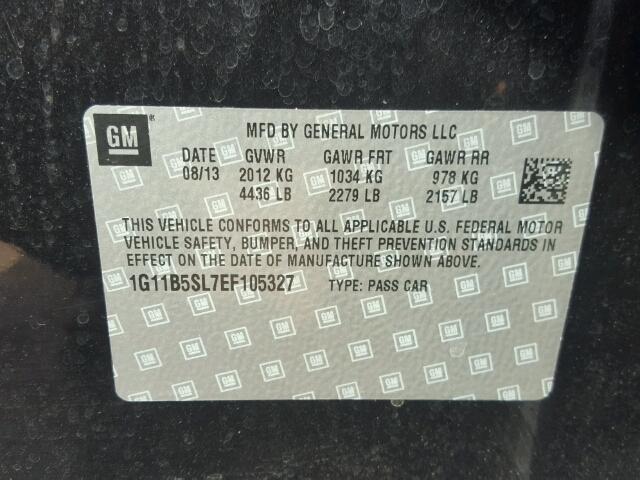 GM ®
MFD BY GENERAL MOTORS LLC
DATE GVWR GAWR FRT GAWR RR
08/13 2012 KG 1034 KG 978 KG
4436 LB 2279 LB 2157 LB
THIS VEHICLE CONFORMS TO ALL APPLICABLE U.S. FEDERAL MOTOR
VEHICLE SAFETY, BUMPER, AND THEFT PREVENTION STANDARDS IN
EFFECT ON THE DATE OF MANUFACTURE SHOWN ABOVE.
1G11B5SL7EF105327 TYPE: PASS CAR